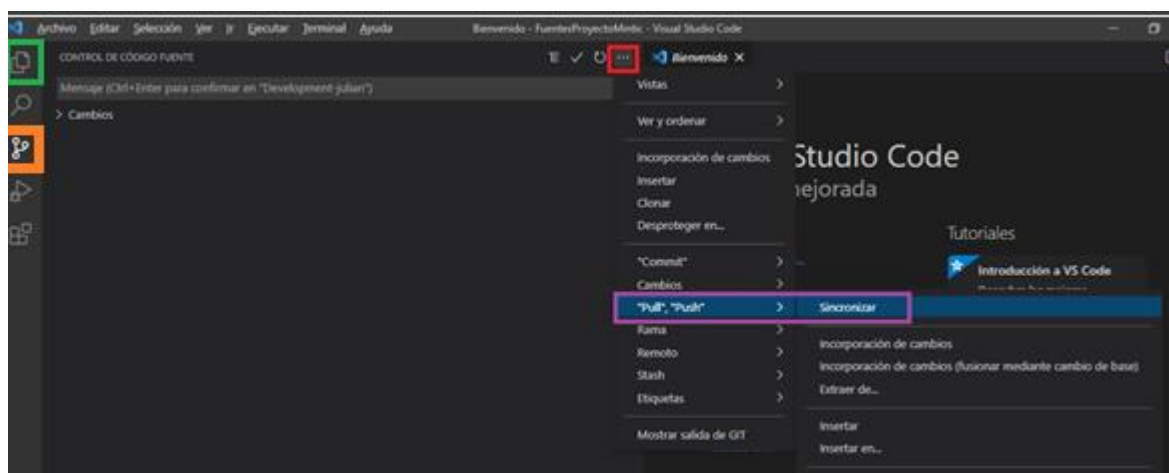 Archivo Editar Selección Ver Ir Ejecutar Terminal Ayuda
Bienvenido - FuentesProyectoMintic - Visual Studio Code
CONTROL DE CÓDIGO FUENTE
Bienvenido
Mensaje (Ctrl+Enter para confirmar en "Development-julian")
> Cambios
Vistas
Ver y ordenar
Incorporación de cambios
Insertar
Clonar
Desproteger en...
"Commit"
Cambios
"Pull", "Push"
Rama
Remoto
Stash
Etiquetas
Mostrar salida de GIT
Studio Code
ejorada
Tutoriales
Introducción a VS Code
Sincronizar
Incorporación de cambios
Incorporación de cambios (fusionar mediante cambio de base)
Extraer de...
Insertar
Insertar en...